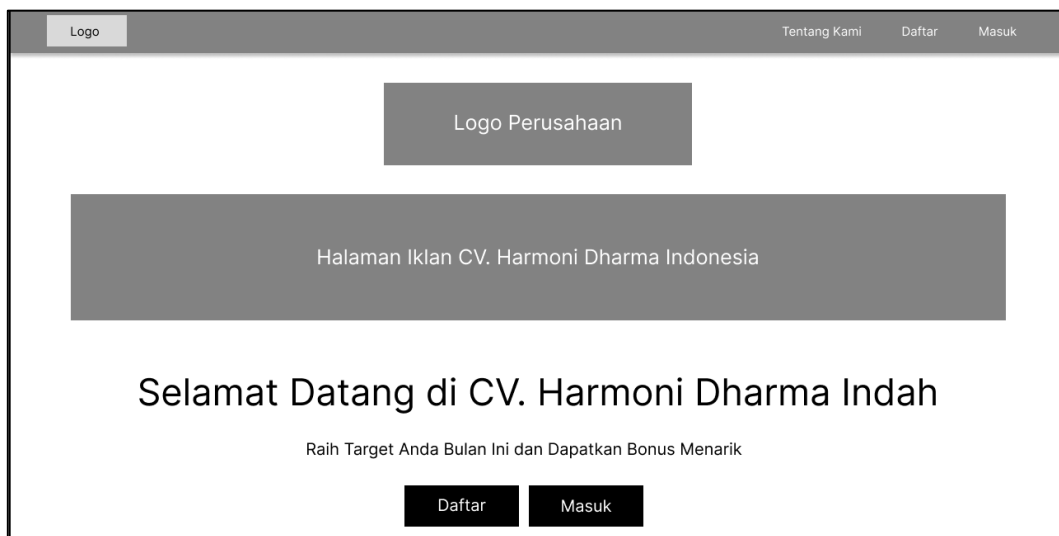 Logo
Tentang Kami
Daftar
Masuk
Logo Perusahaan
Halaman Iklan CV. Harmoni Dharma Indonesia
Selamat Datang di CV. Harmoni Dharma Indah
Raih Target Anda Bulan Ini dan Dapatkan Bonus Menarik
Daftar
Masuk